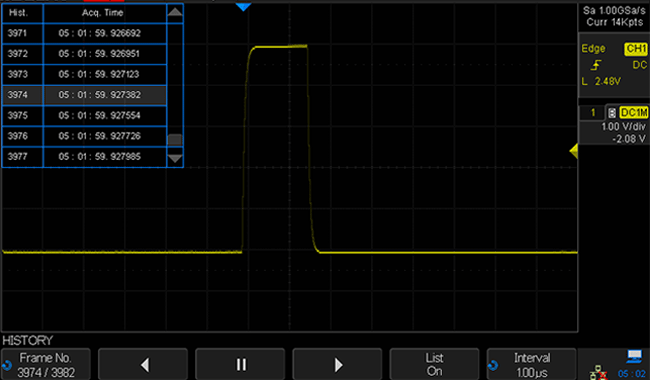 Hist. Acq. Time
3971 05 : 01 : 59. 926692
3972 05 : 01 : 59. 926951
3973 05 : 01 : 59. 927123
3974 05 : 01 : 59. 927382
3975 05 : 01 : 59. 927554
3976 05 : 01 : 59. 927726
3977 05 : 01 : 59. 927985
Sa 1.00GSa/s
Curr 14Kpts
Edge CH1
DC
L 2.48V
1 DC1M
1.00 V/div
-2.08 V
HISTORY
Frame No.
3974 / 3982
List
On
Interval
1.00µs
05 : 02